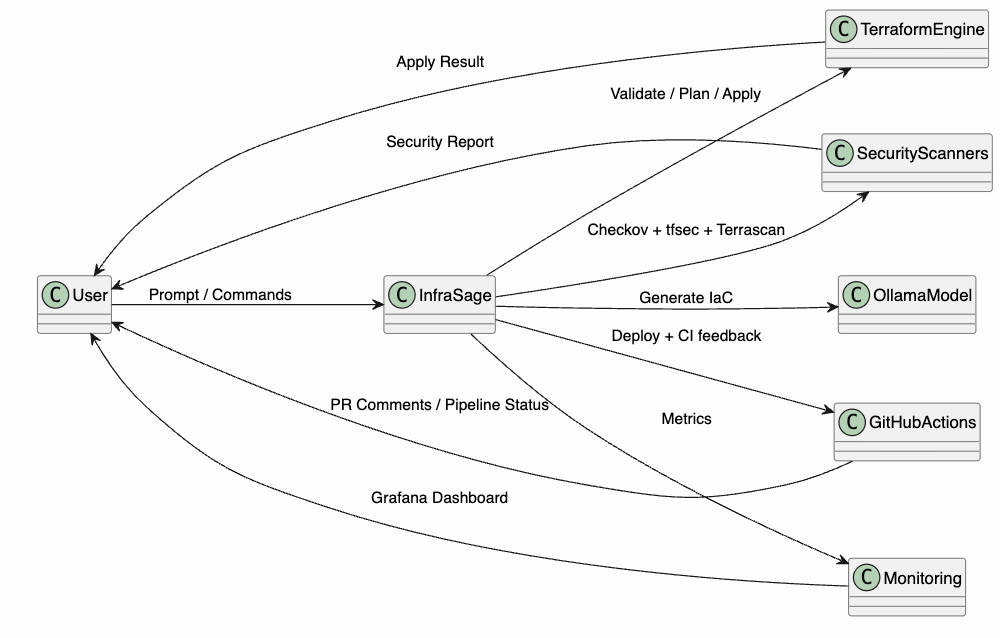 C TerraformEngine
Apply Result
Validate / Plan / Apply
Security Report
C SecurityScanners
Checkov + tfsec + Terrascan
C User
Prompt / Commands
C InfraSage
Generate IaC
C OllamaModel
Deploy + CI feedback
PR Comments / Pipeline Status
Metrics
C GitHubActions
Grafana Dashboard
C Monitoring